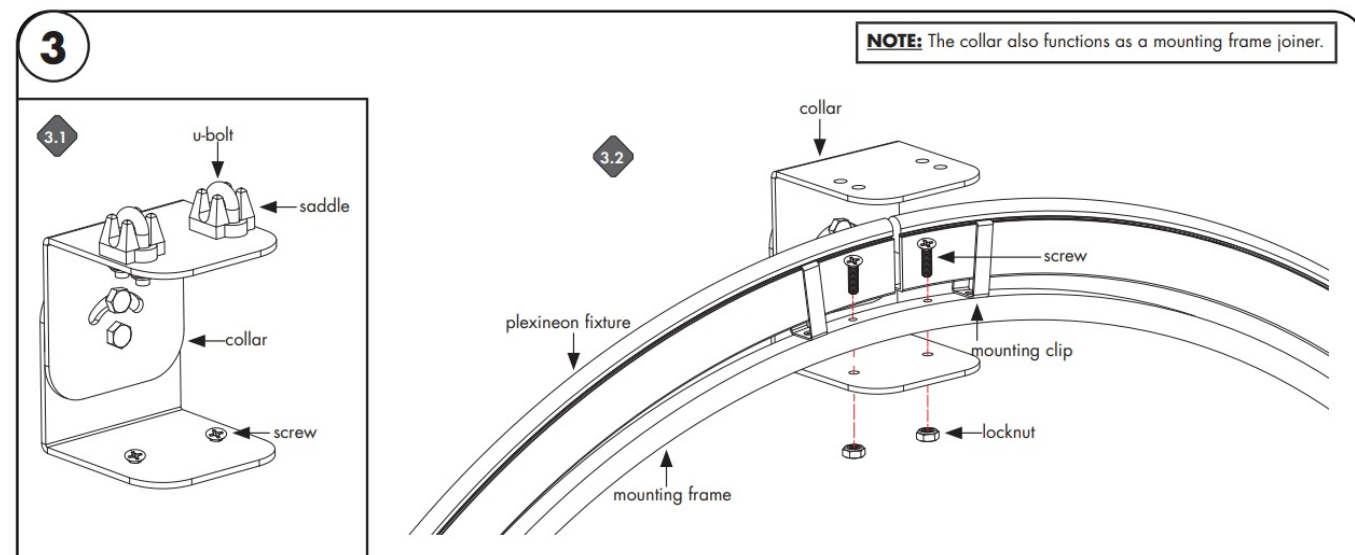 3
NOTE: The collar also functions as a mounting frame joiner.
3.1
u-bolt
saddle
collar
screw
3.2
collar
screw
plexineon fixture
mounting clip
locknut
mounting frame